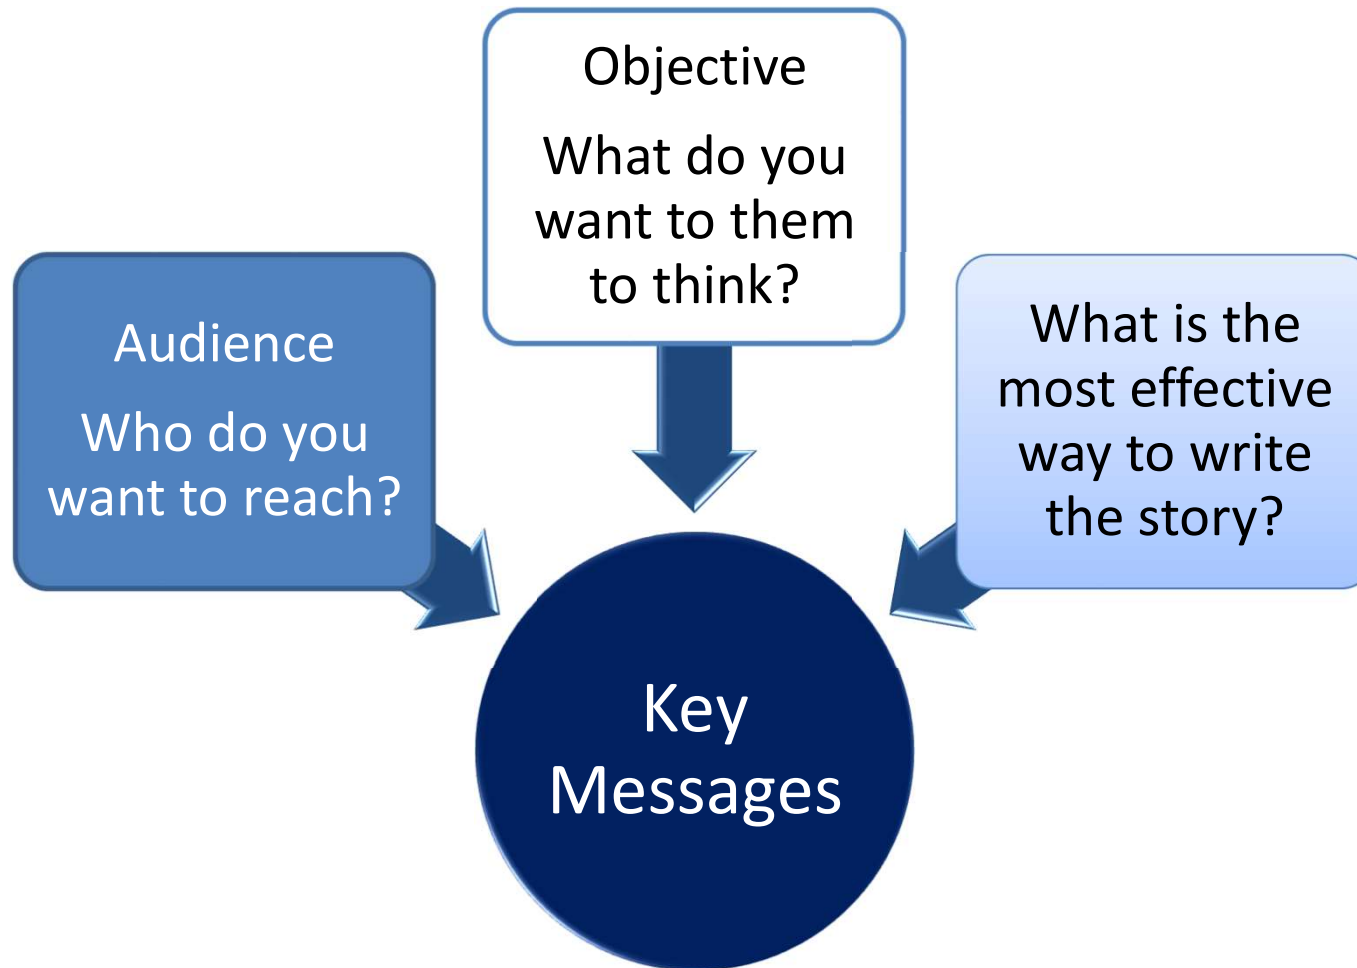 Objective
What do you
want to them
to think?
Audience
Who do you
want to reach?
What is the
most effective
way to write
the story?
Key
Messages